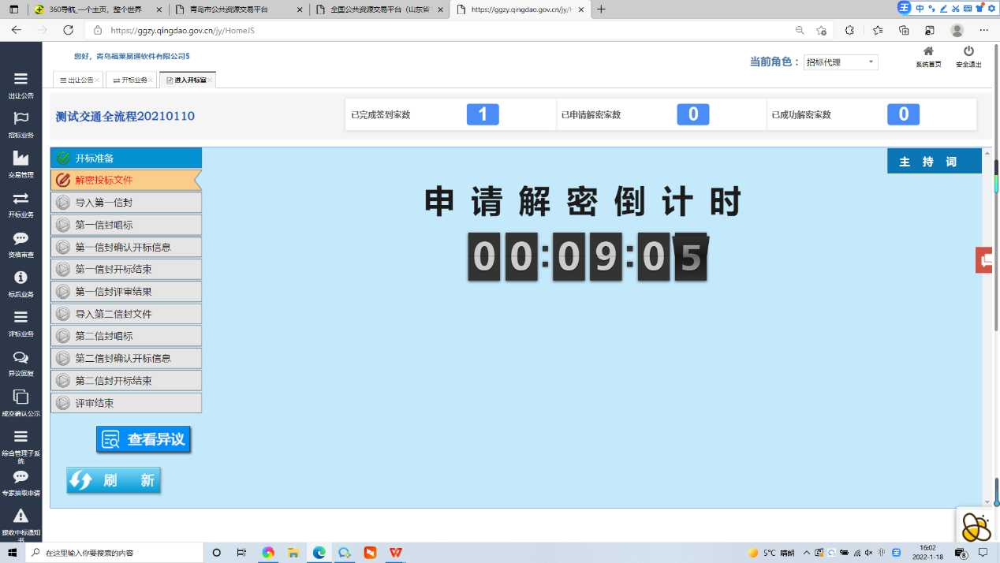 360导航_一个主页，整个世界
青岛市公共资源交易平台
全国公共资源交易平台（山东省
https://ggzy.qingdao.gov.cn/jy/H
王 中
https://ggzy.qingdao.gov.cn/jy/HomeJS
您好，青岛福莱易通软件有限公司5
当前角色：
招标代理
系统首页
安全退出
出让公告
开标业务
进入开标室
测试交通全流程20210110
已完成签到家数
1
已申请解密家数
0
已成功解密家数
0
出让公告
招标业务
交易管理
开标业务
资格审查
标后业务
评标业务
异议回复
成交确认公示
综合管理子系
统
专家抽取申请
接收中标通知
书
开标准备
解密投标文件
导入第一信封
第一信封唱标
第一信封确认开标信息
第一信封开标结束
第一信封评审结果
导入第二信封文件
第二信封唱标
第二信封确认开标信息
第二信封开标结束
评审结束
查看异议
刷 新
申请解密倒计时
00:09:05
主 持 词
在这里输入你要搜索的内容
5°C 晴朗
中
王
16:02
2022-1-18
8